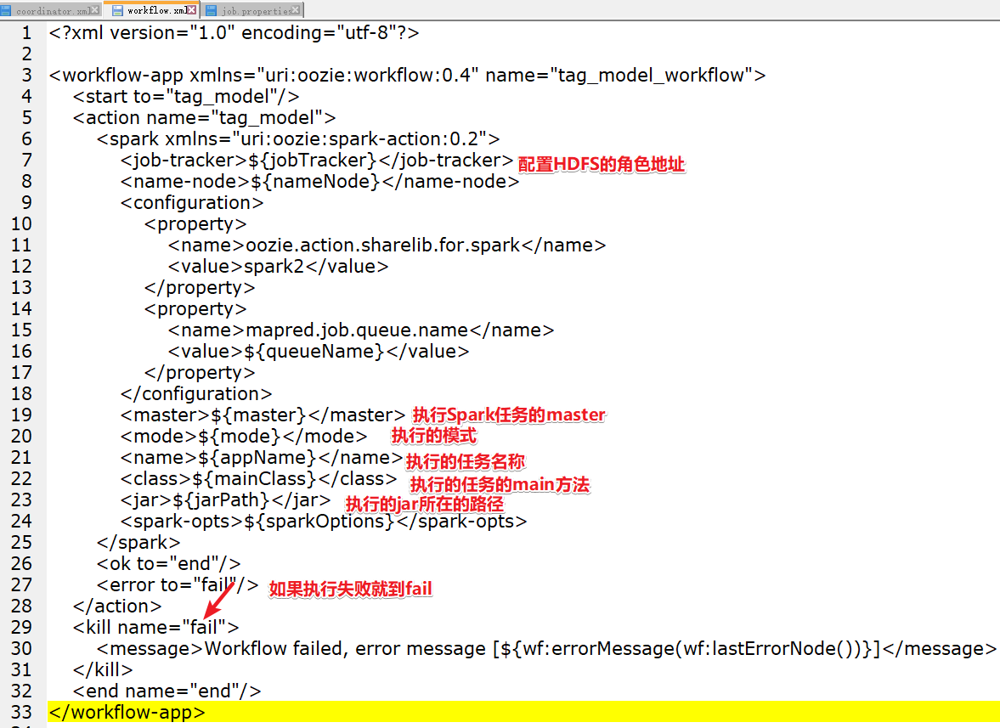 coordinator.xml workflow.xml job.properties
1 <?xml version="1.0" encoding="utf-8"?>
2
3 <workflow-app xmlns="uri:oozie:workflow:0.4" name="tag_model_workflow">
4 <start to="tag_model"/>
5 <action name="tag_model">
6 <spark xmlns="uri:oozie:spark-action:0.2">
7 <job-tracker>${jobTracker}</job-tracker> 配置HDFS的角色地址
8 <name-node>${nameNode}</name-node>
9 <configuration>
10 <property>
11 <name>oozie.action.sharelib.for.spark</name>
12 <value>spark2</value>
13 </property>
14 <property>
15 <name>mapred.job.queue.name</name>
16 <value>${queueName}</value>
17 </property>
18 </configuration>
19 <master>${master}</master> 执行Spark任务的master
20 <mode>${mode}</mode> 执行的模式
21 <name>${appName}</name> 执行的任务名称
22 <class>${mainClass}</class> 执行的任务的main方法
23 <jar>${jarPath}</jar> 执行的jar所在的路径
24 <spark-opts>${sparkOptions}</spark-opts>
25 </spark>
26 <ok to="end"/>
27 <error to="fail"/> 如果执行失败就到fail
28 </action>
29 <kill name="fail">
30 <message>Workflow failed, error message [${wf:errorMessage(wf:lastErrorNode())}]</message>
31 </kill>
32 <end name="end"/>
33 </workflow-app>